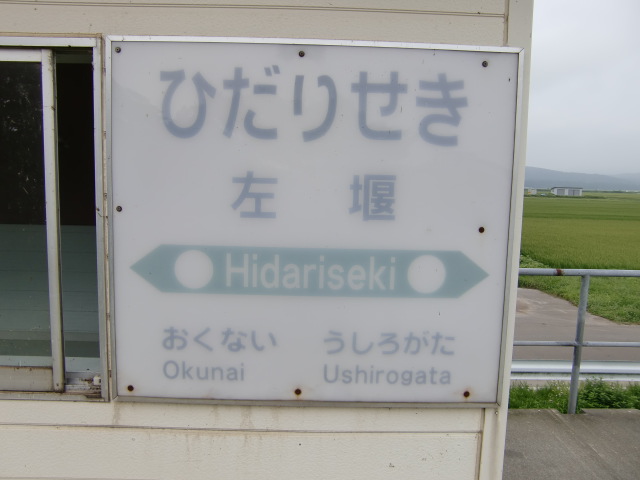 ひだりせき
左堰
Hidariseki
おくない うしろがた
Okunai Ushirogata